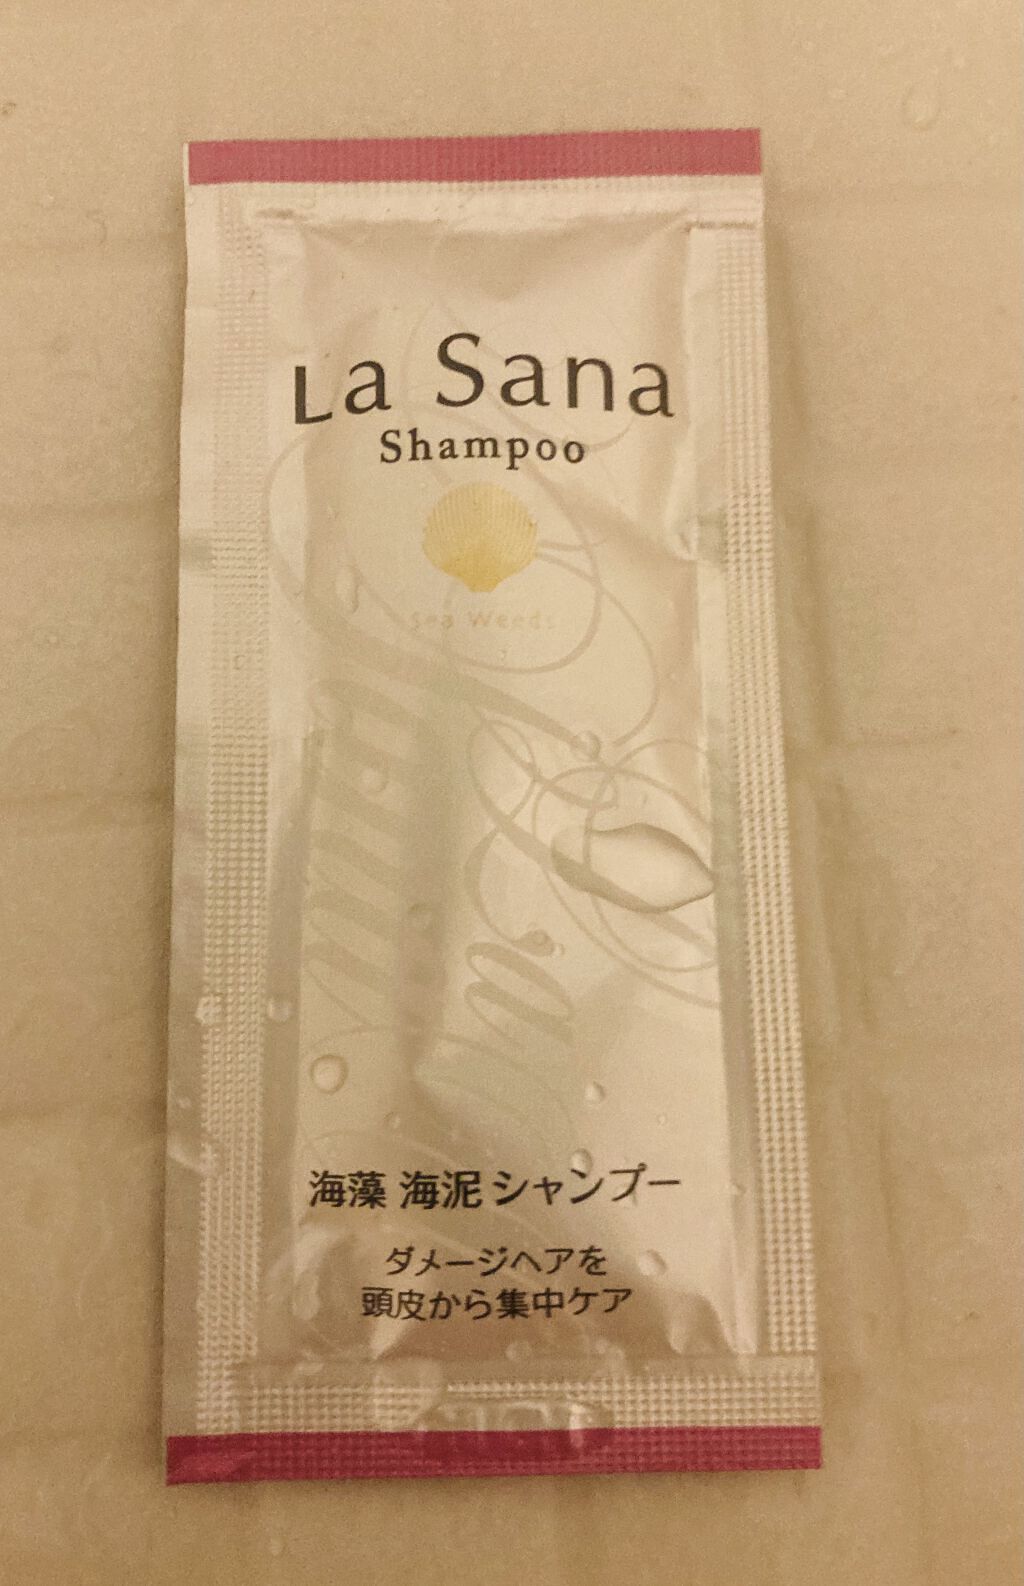 La Sana
Shampoo
Sea Weeds
海藻 海泥 シャンプー
ダメージヘアを
頭皮から集中ケア